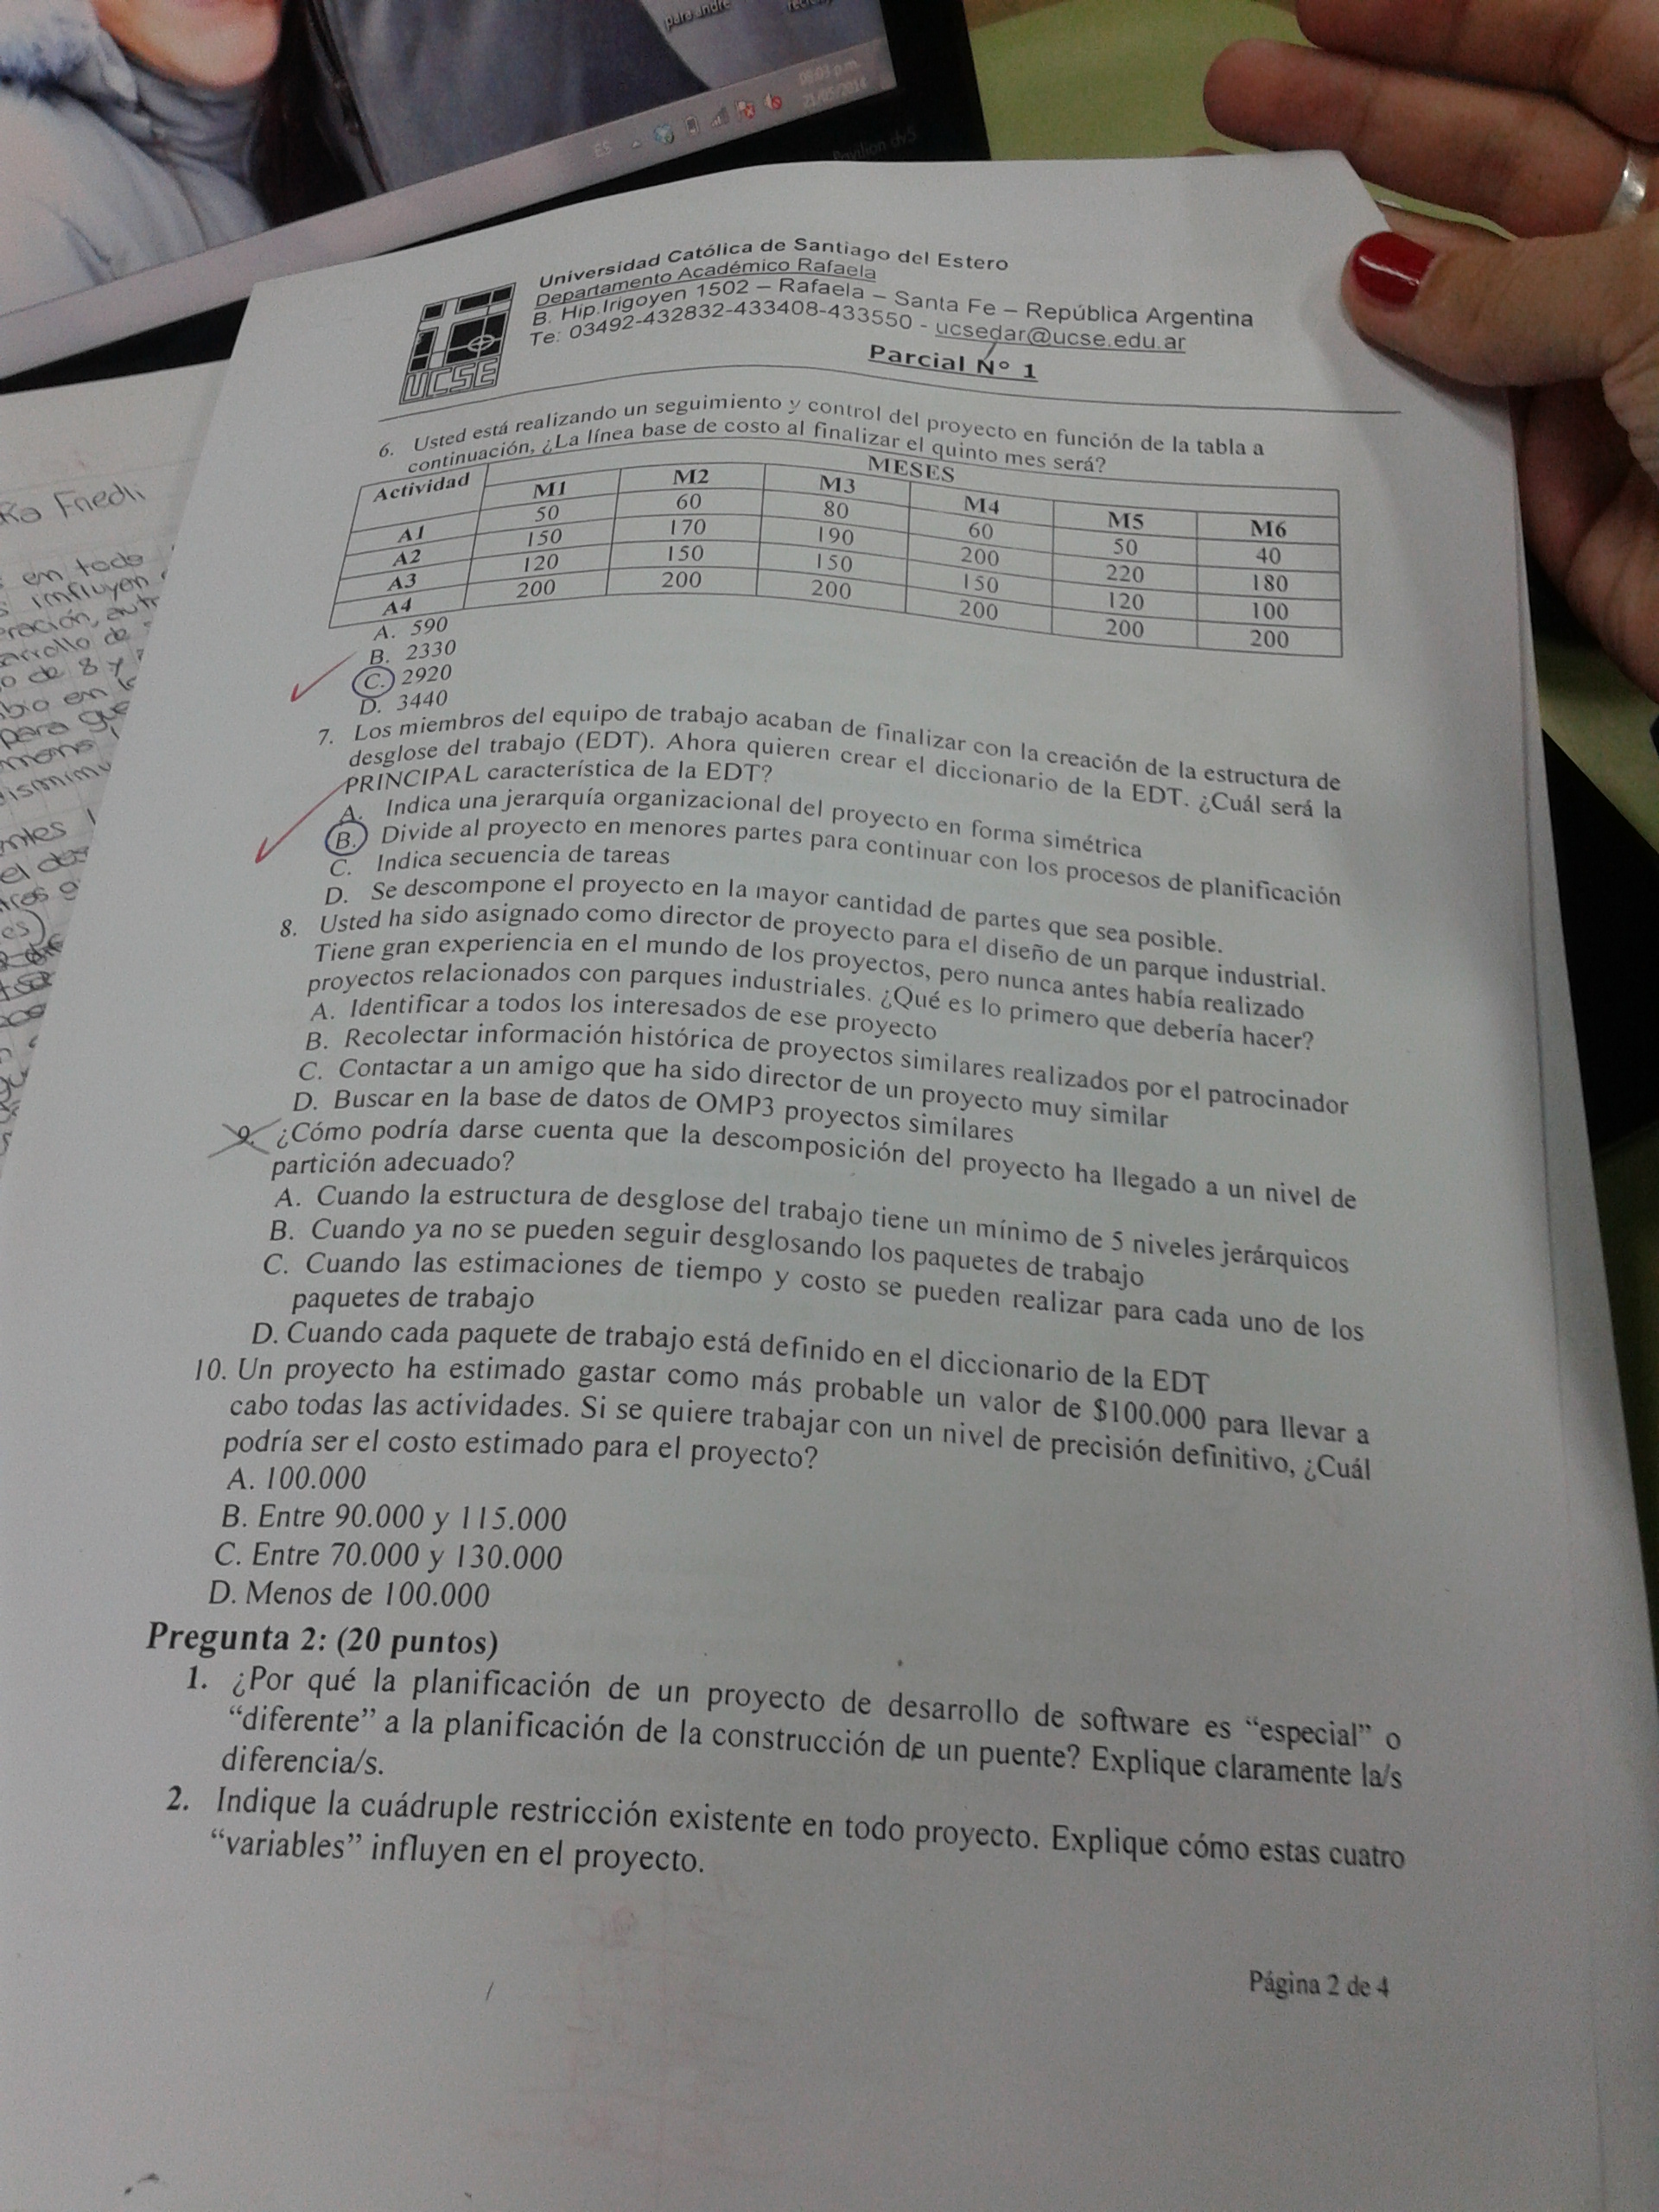 para andre
ES
08:03 p.m.
21/05/2014
Pavilion dv5
Universidad Católica de Santiago del Estero
Departamento Académico Rafaela
B. Hip.Irigoyen 1502 – Rafaela – Santa Fe – República Argentina
Te: 03492-432832-433408-433550 - ucsedar@ucse.edu.ar
UCSE
Parcial Nº 1
6. Usted está realizando un seguimiento y control del proyecto en función de la tabla a
continuación, ¿La línea base de costo al finalizar el quinto mes será?
Actividad MESES
M1 M2 M3 M4 M5 M6
A1 50 60 80 60 50 40
A2 150 170 190 200 220 180
A3 120 150 150 150 120 100
A4 200 200 200 200 200 200
A. 590
B. 2330
C. 2920
D. 3440
7. Los miembros del equipo de trabajo acaban de finalizar con la creación de la estructura de
desglose del trabajo (EDT). Ahora quieren crear el diccionario de la EDT. ¿Cuál será la
PRINCIPAL característica de la EDT?
A. Indica una jerarquía organizacional del proyecto en forma simétrica
B. Divide al proyecto en menores partes para continuar con los procesos de planificación
C. Indica secuencia de tareas
D. Se descompone el proyecto en la mayor cantidad de partes que sea posible.
8. Usted ha sido asignado como director de proyecto para el diseño de un parque industrial.
Tiene gran experiencia en el mundo de los proyectos, pero nunca antes había realizado
proyectos relacionados con parques industriales. ¿Qué es lo primero que debería hacer?
A. Identificar a todos los interesados de ese proyecto
B. Recolectar información histórica de proyectos similares realizados por el patrocinador
C. Contactar a un amigo que ha sido director de un proyecto muy similar
D. Buscar en la base de datos de OMP3 proyectos similares
9. ¿Cómo podría darse cuenta que la descomposición del proyecto ha llegado a un nivel de
partición adecuado?
A. Cuando la estructura de desglose del trabajo tiene un mínimo de 5 niveles jerárquicos
B. Cuando ya no se pueden seguir desglosando los paquetes de trabajo
C. Cuando las estimaciones de tiempo y costo se pueden realizar para cada uno de los
paquetes de trabajo
D. Cuando cada paquete de trabajo está definido en el diccionario de la EDT
10. Un proyecto ha estimado gastar como más probable un valor de $100.000 para llevar a
cabo todas las actividades. Si se quiere trabajar con un nivel de precisión definitivo, ¿Cuál
podría ser el costo estimado para el proyecto?
A. 100.000
B. Entre 90.000 y 115.000
C. Entre 70.000 y 130.000
D. Menos de 100.000
Pregunta 2: (20 puntos)
1. ¿Por qué la planificación de un proyecto de desarrollo de software es “especial” o
“diferente” a la planificación de la construcción de un puente? Explique claramente la/s
diferencia/s.
2. Indique la cuádruple restricción existente en todo proyecto. Explique cómo estas cuatro
“variables” influyen en el proyecto.
Página 2 de 4
Friedli
en todo
influyen
de 8 y
para que